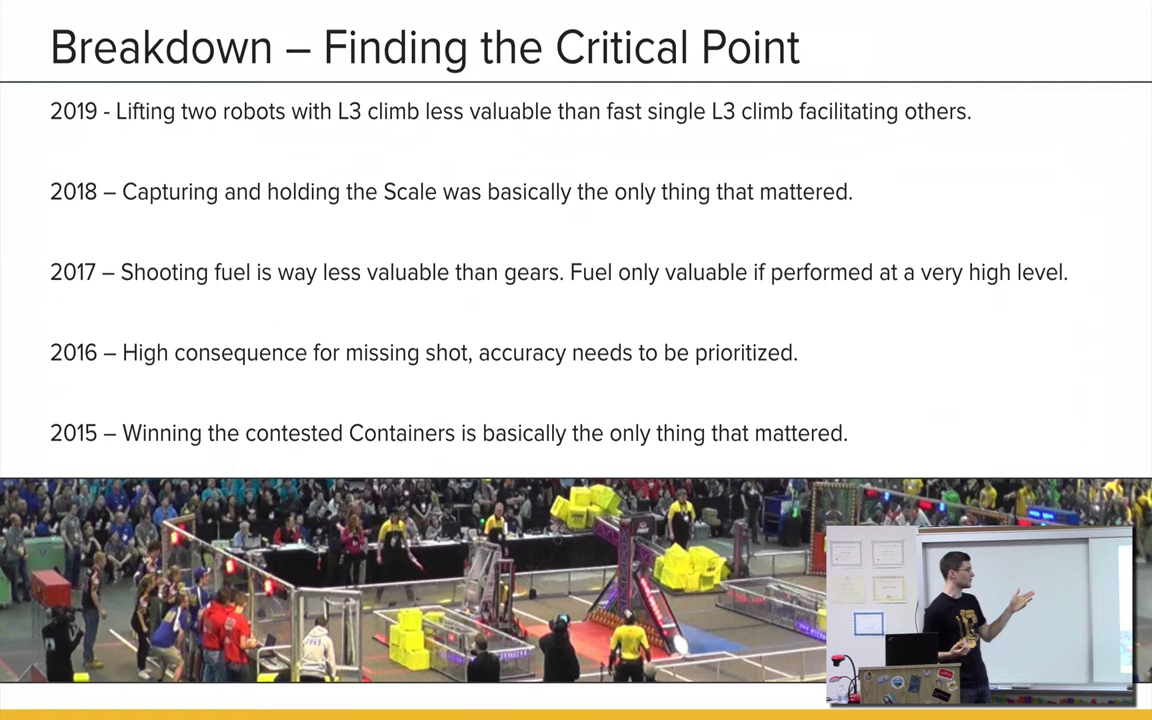 Breakdown – Finding the Critical Point
2019 - Lifting two robots with L3 climb less valuable than fast single L3 climb facilitating others.
2018 – Capturing and holding the Scale was basically the only thing that mattered.
2017 – Shooting fuel is way less valuable than gears. Fuel only valuable if performed at a very high level.
2016 – High consequence for missing shot, accuracy needs to be prioritized.
2015 – Winning the contested Containers is basically the only thing that mattered.